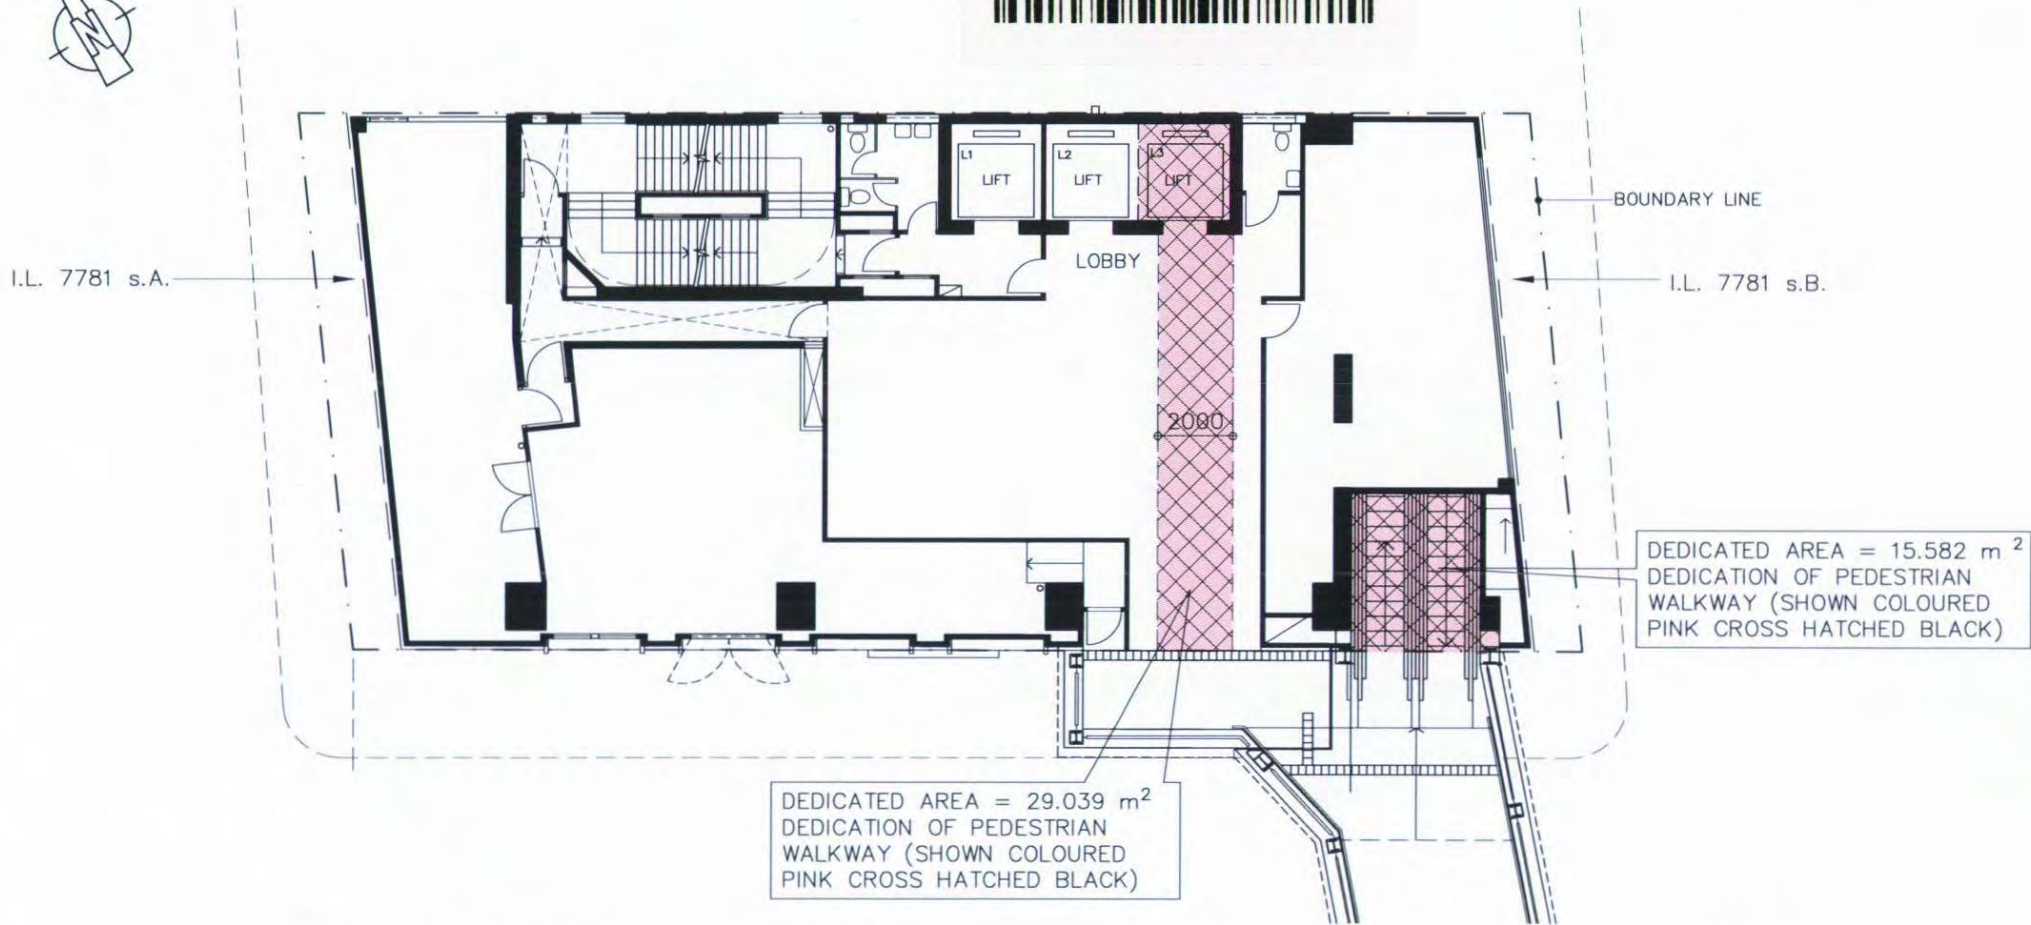 N
L1
LIFT
L2
LIFT
L3
LIFT
BOUNDARY LINE
LOBBY
I.L. 7781 s.A.
I.L. 7781 s.B.
2000
DEDICATED AREA = 15.582 m²
DEDICATION OF PEDESTRIAN
WALKWAY (SHOWN COLOURED
PINK CROSS HATCHED BLACK)
DEDICATED AREA = 29.039 m²
DEDICATION OF PEDESTRIAN
WALKWAY (SHOWN COLOURED
PINK CROSS HATCHED BLACK)